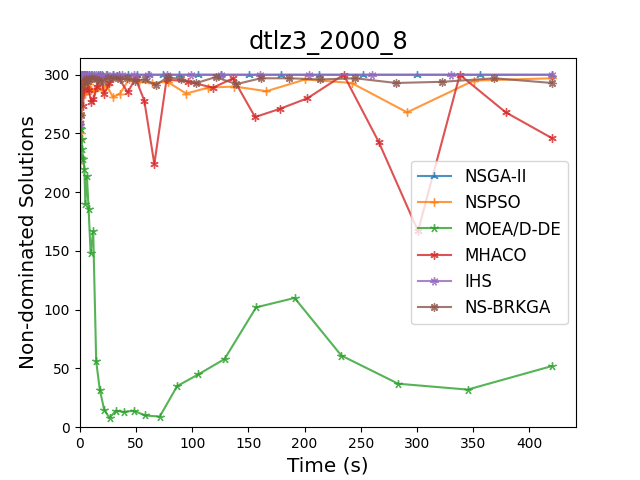 dtlz3_2000_8
Non-dominated Solutions
300
250
200
150
100
50
0
0 50 100 150 200 250 300 350 400
Time (s)
NSGA-II
NSPSO
MOEA/D-DE
MHACO
IHS
NS-BRKGA